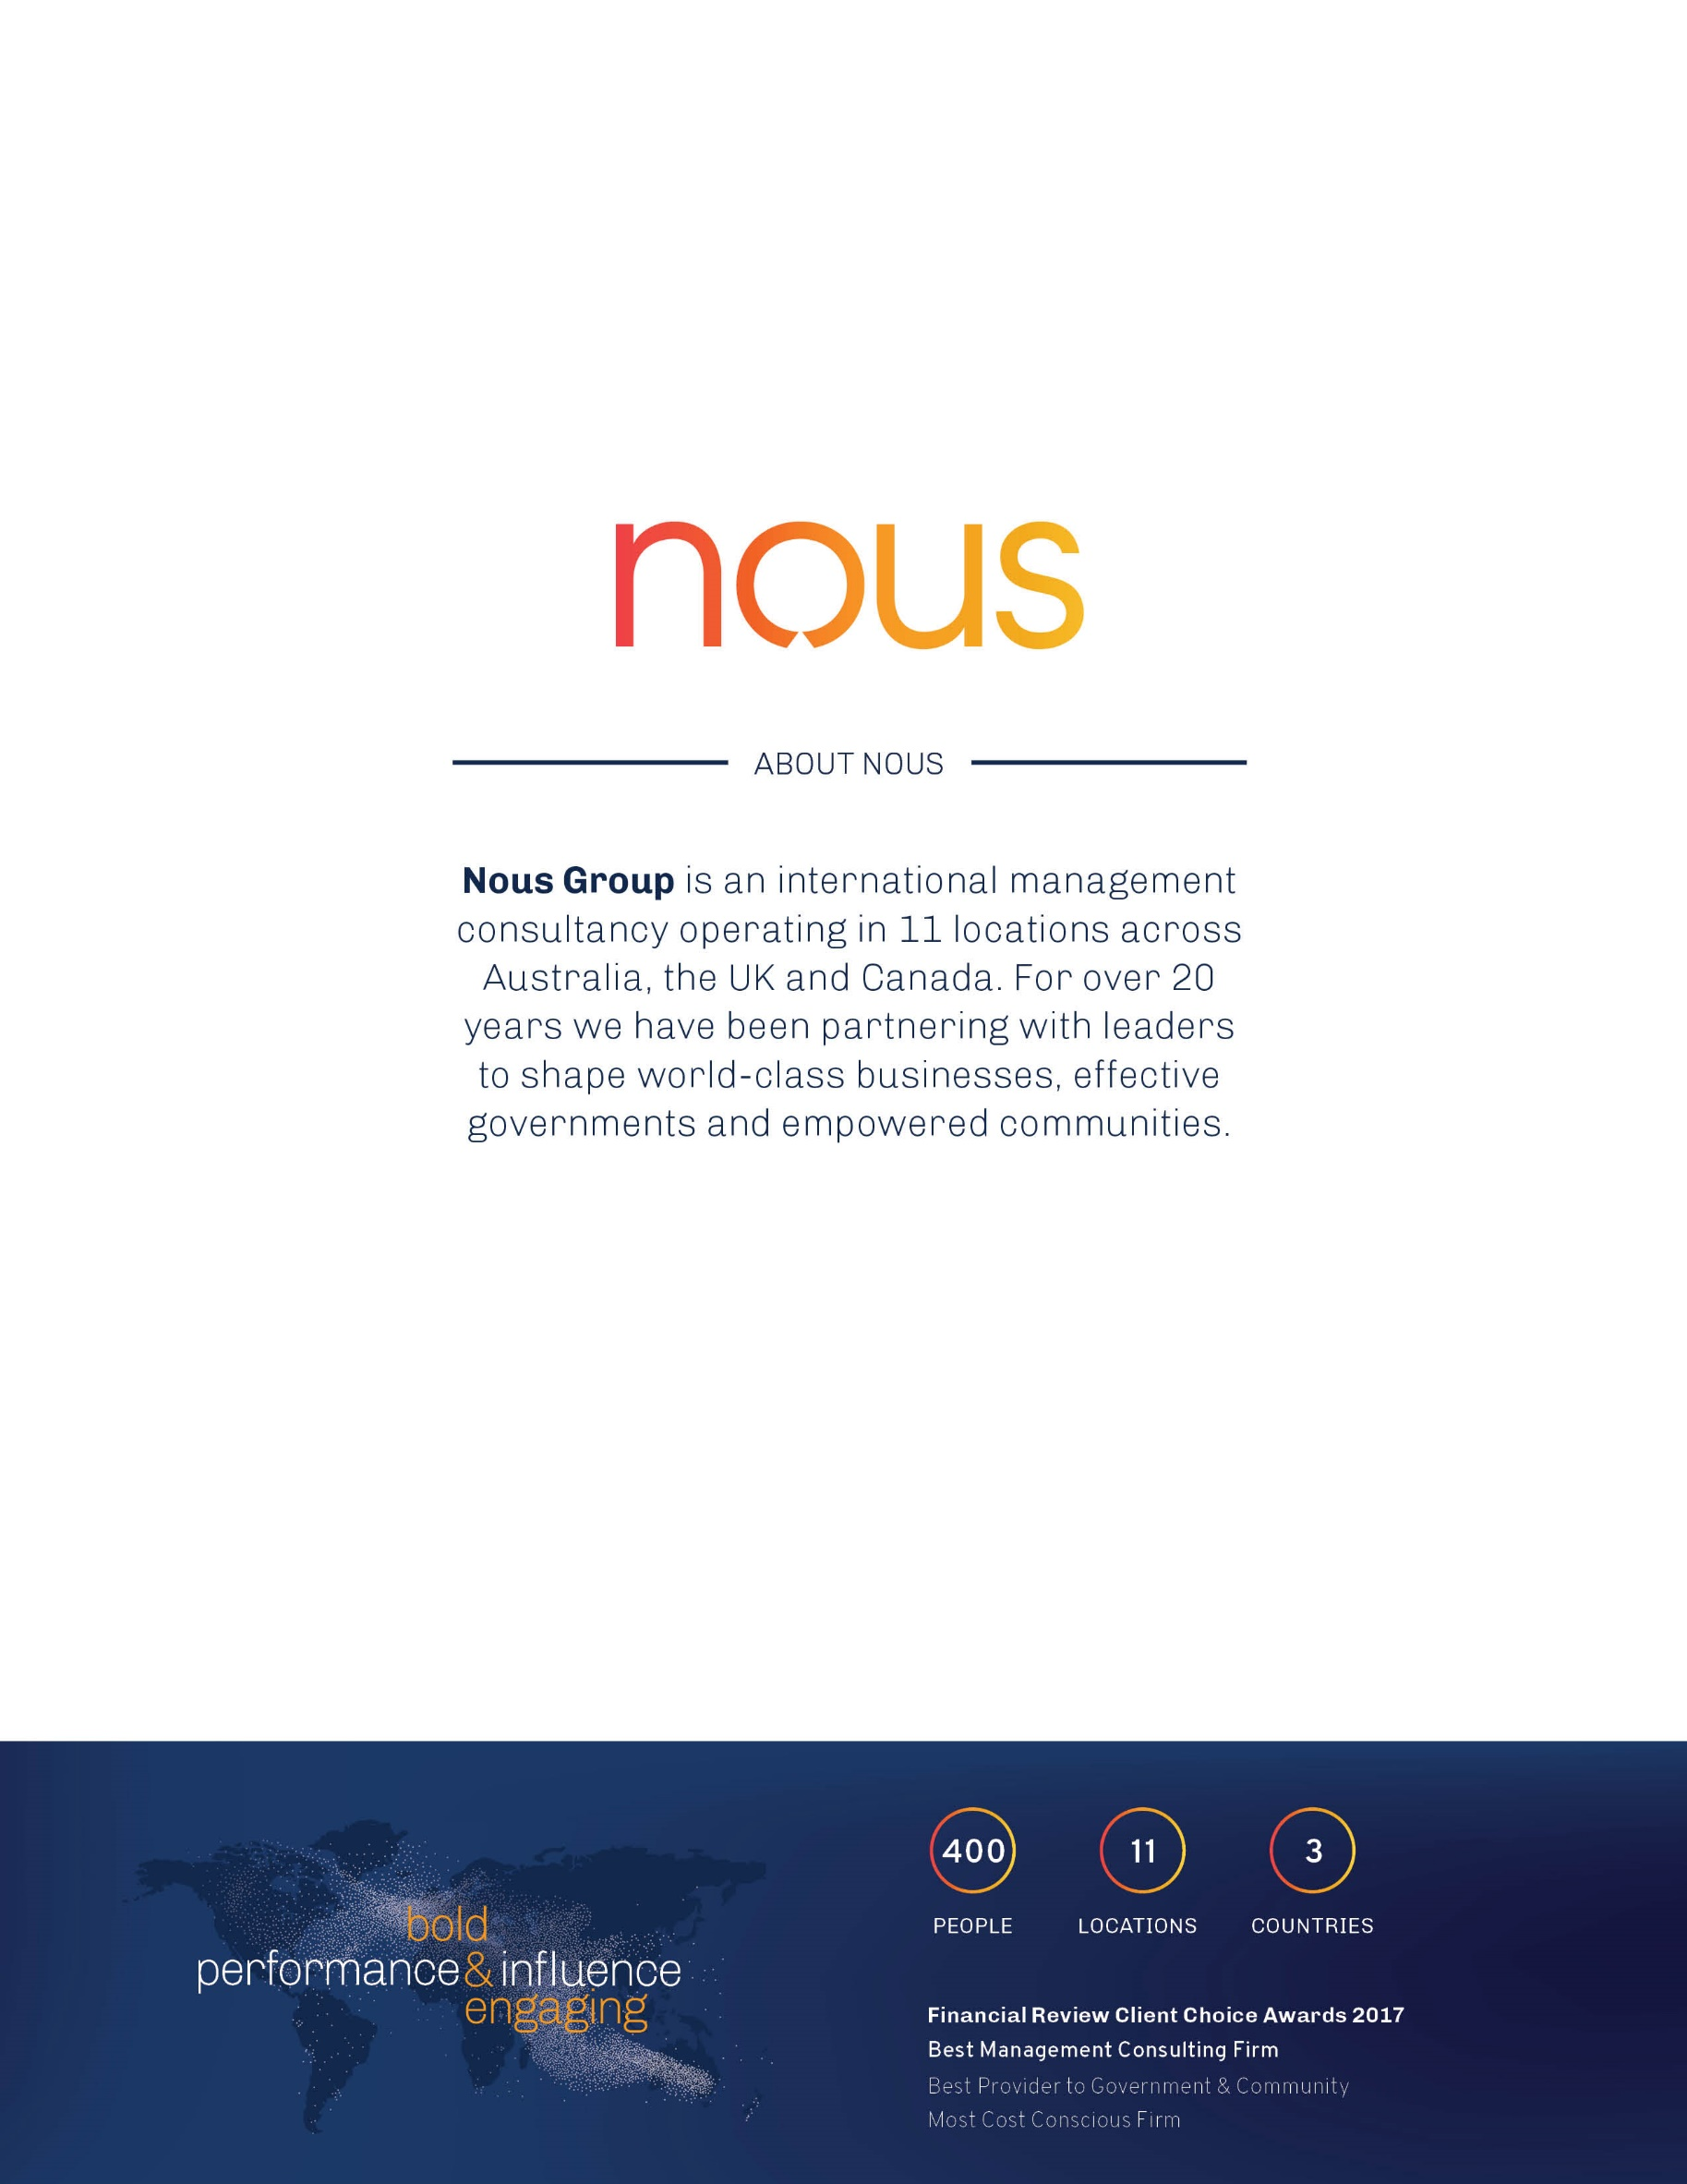 nous
ABOUT NOUS
Nous Group is an international management
consultancy operating in 11 locations across
Australia, the UK and Canada. For over 20
years we have been partnering with leaders
to shape world-class businesses, effective
governments and empowered communities.
bold
performance & influence
engaging
400 11 3
PEOPLE LOCATIONS COUNTRIES
Financial Review Client Choice Awards 2017
Best Management Consulting Firm
Best Provider to Government & Community
Most Cost Conscious Firm